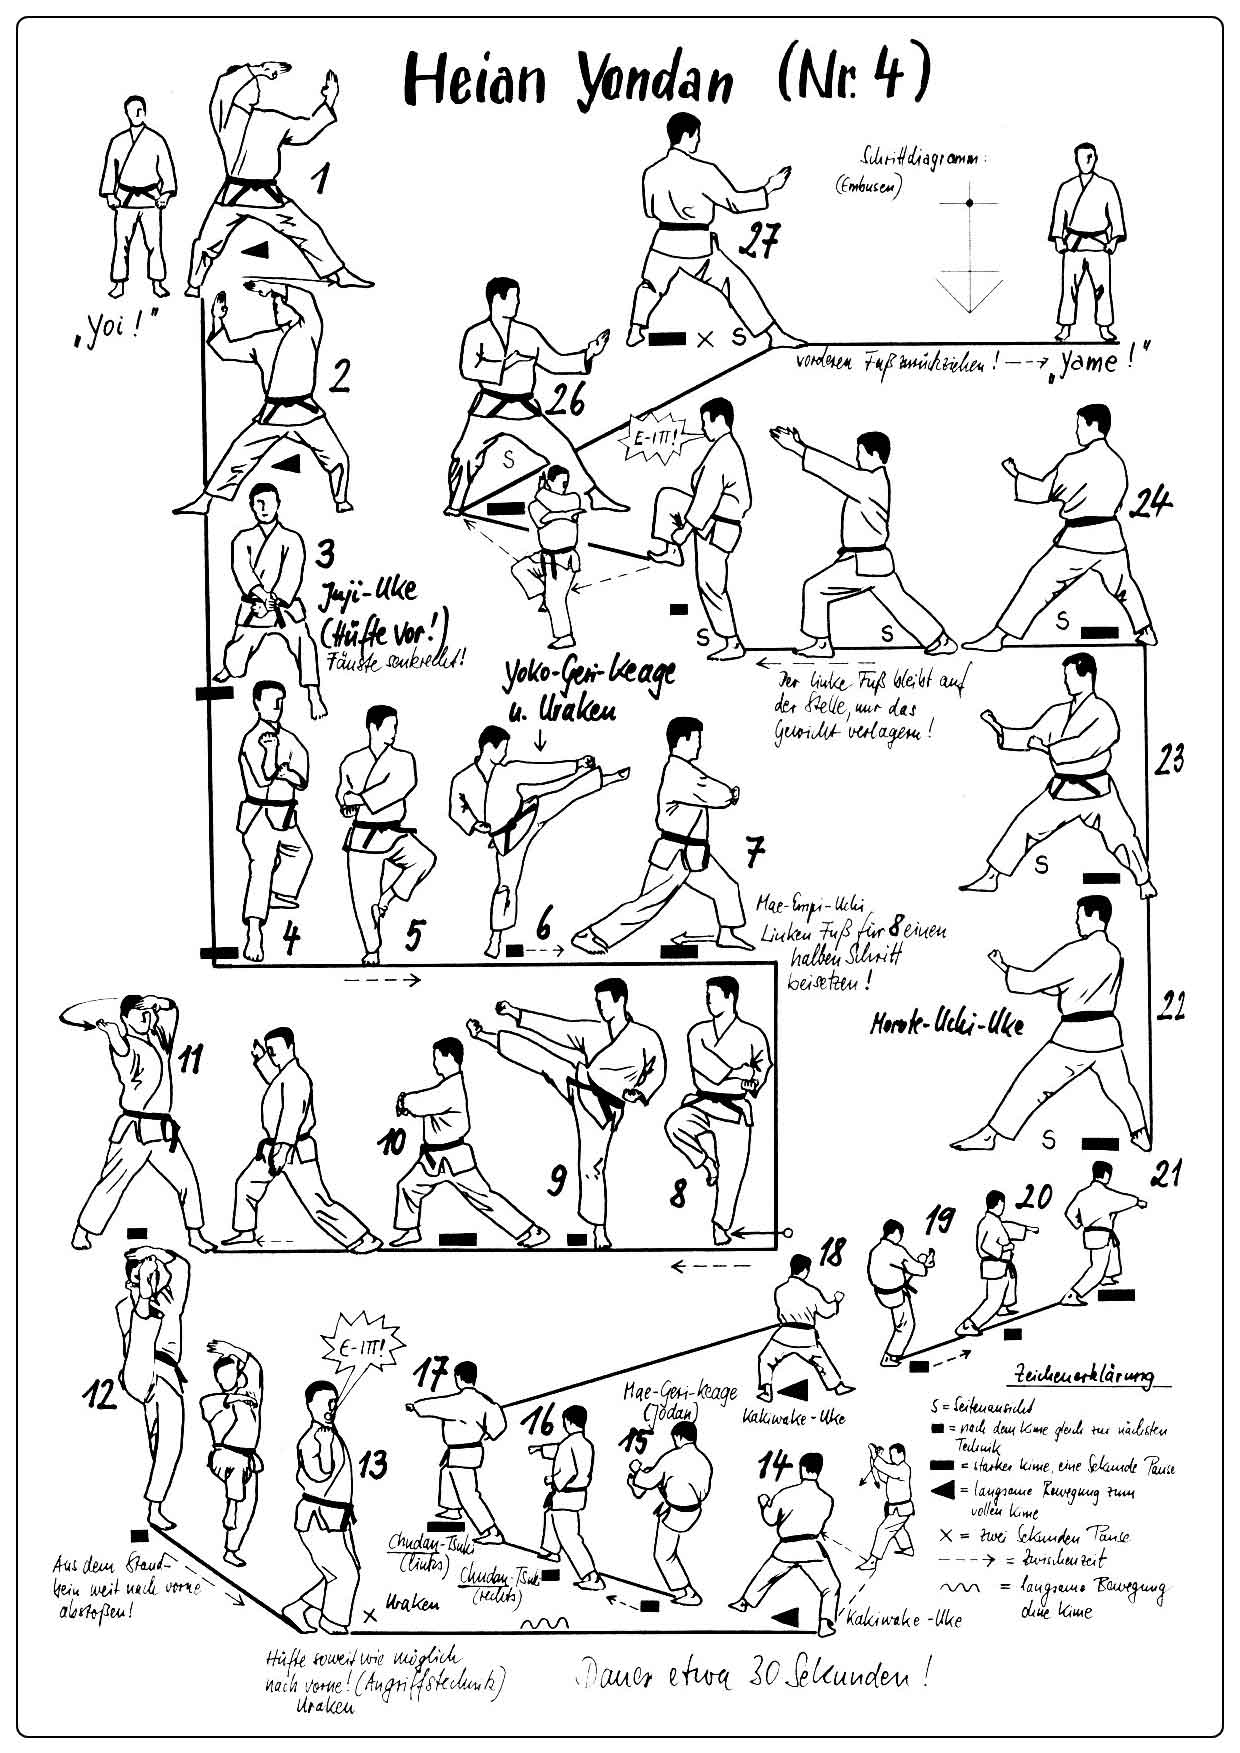 Heian Yondan (Nr. 4)
"Yoi!"
1
2
3
Juji-Uke
(Hüfte vor!)
Fäuste senkrecht!
4
5
Yoko-Geri-Keage
u. Uraken
6
7
Mae-Empi-Uchi
Linken Fuß für 8 einen
halben Schritt
beisetzen!
8
9
10
11
12
Aus dem Stand-
bein weit nach vorne
abstoßen!
E-ITT!
13
X Uraken
Hüfte soweit wie möglich
nach vorne! (Angriffstechnik)
Uraken
14
Kakiwake-Uke
Mae-Geri-Keage
(Jodan)
15
16
Chudan-Tsuki
(rechts)
17
Chudan-Tsuki
(links)
18
Kakiwake-Uke
19
20
21
22
Morote-Uchi-Uke
S
23
S
24
S
S
Der linke Fuß bleibt auf
der Stelle, nur das
Gewicht verlagern!
E-ITT!
S
26
S
27
X S
vorderen Fuß zurückziehen! "Yame!"
Schrittdiagramm:
(Embusen)
Zeichenerklärung
S = Seitenansicht
= nach dem Kime gleich zur nächsten
Technik
= starker Kime, eine Sekunde Pause
= langsame Bewegung zum
vollen Kime
X = zwei Sekunden Pause
= Zwischenzeit
= langsame Bewegung
ohne Kime
Dauer etwa 30 Sekunden!